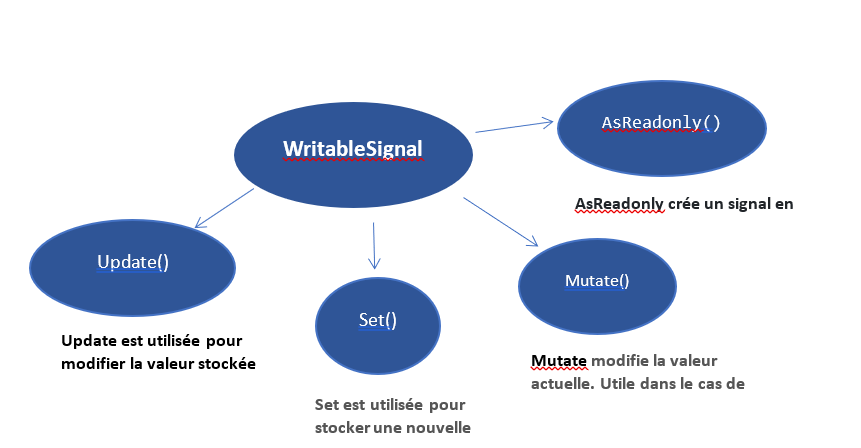 WritableSignal
AsReadonly()
AsReadonly crée un signal en
Update()
Update est utilisée pour
modifier la valeur stockée
Set()
Set est utilisée pour
stocker une nouvelle
Mutate()
Mutate modifie la valeur
actuelle. Utile dans le cas de